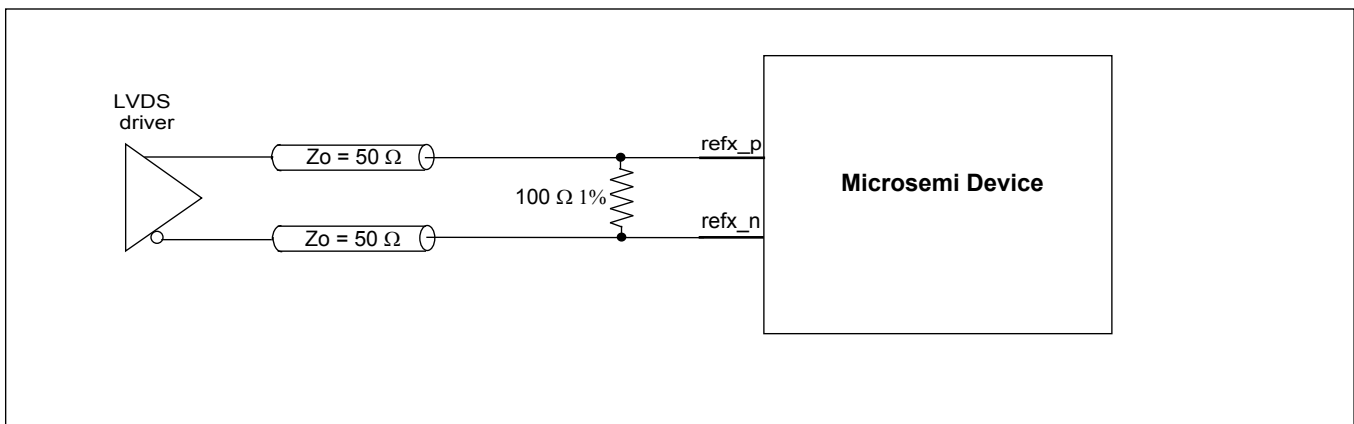 LVDS
driver
Zo = 50 Ω
refx_p
100 Ω 1%
Microsemi Device
Zo = 50 Ω
refx_n